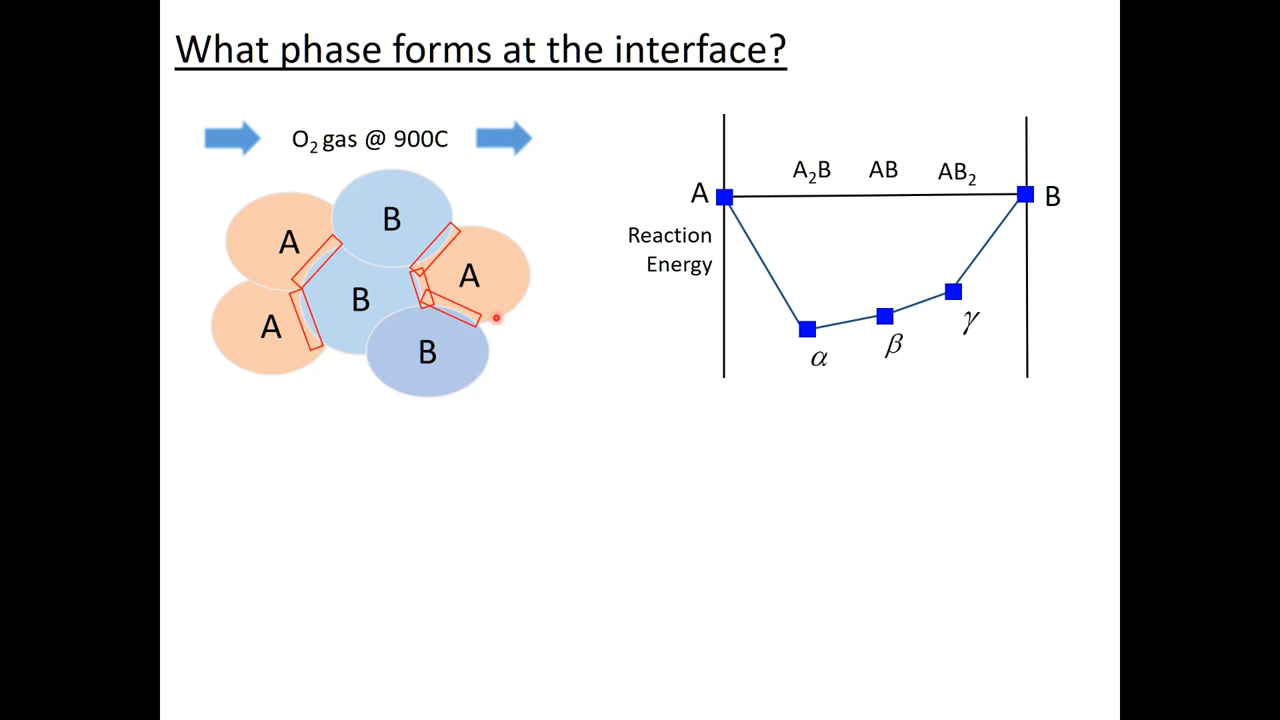 What phase forms at the interface?
O₂ gas @ 900C
A
B
A
B
A
B
A₂B AB AB₂
A
B
Reaction
Energy
α
β
γ